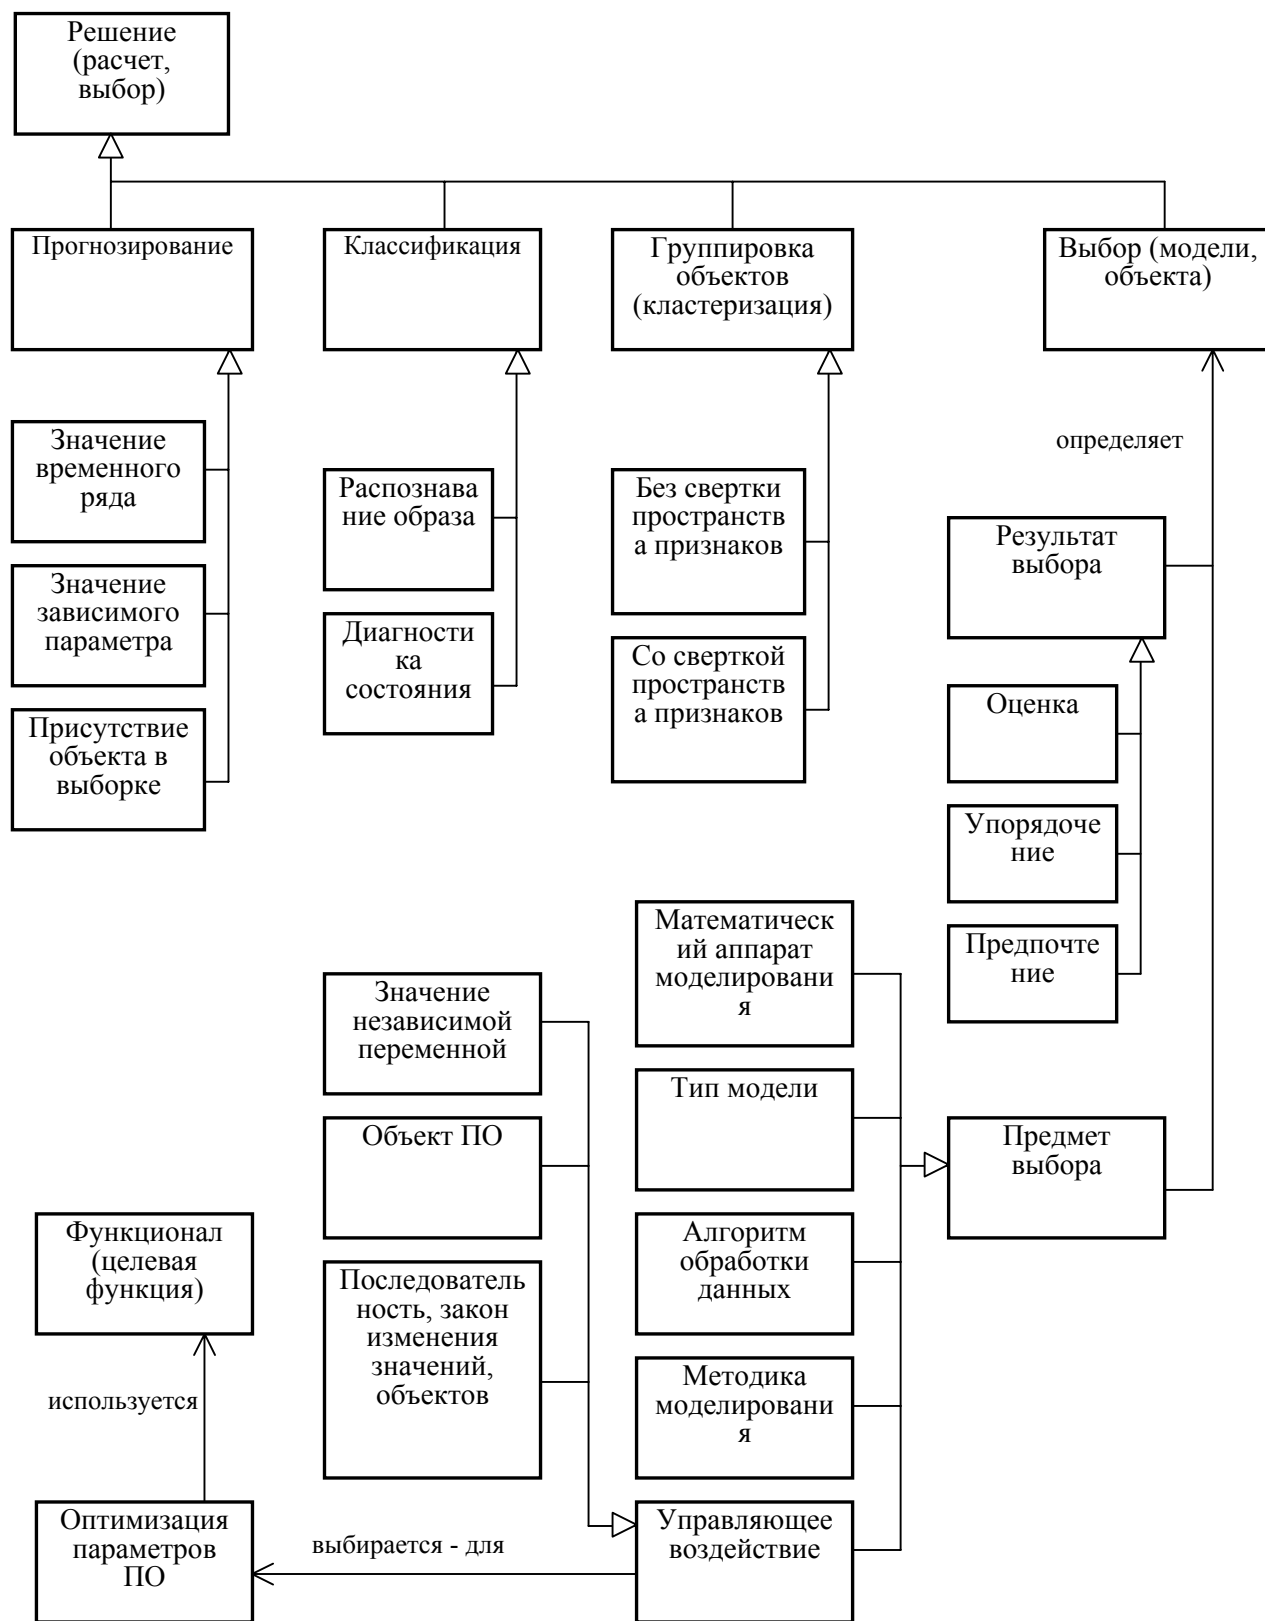 Решение
(расчет,
выбор)
Прогнозирование
Классификация
Группировка
объектов
(кластеризация)
Выбор (модели,
объекта)
Значение
временного
ряда
Значение
зависимого
параметра
Присутствие
объекта в
выборке
Распознава
ние образа
Диагности
ка
состояния
Без свертки
пространств
а признаков
Со сверткой
пространств
а признаков
определяет
Результат
выбора
Оценка
Упорядоче
ние
Предпочте
ние
Математическ
ий аппарат
моделировани
я
Тип модели
Алгоритм
обработки
данных
Методика
моделировани
я
Управляющее
воздействие
Предмет
выбора
Значение
независимой
переменной
Объект ПО
Последователь
ность, закон
изменения
значений,
объектов
Функционал
(целевая
функция)
используется
Оптимизация
параметров
ПО
выбирается - для